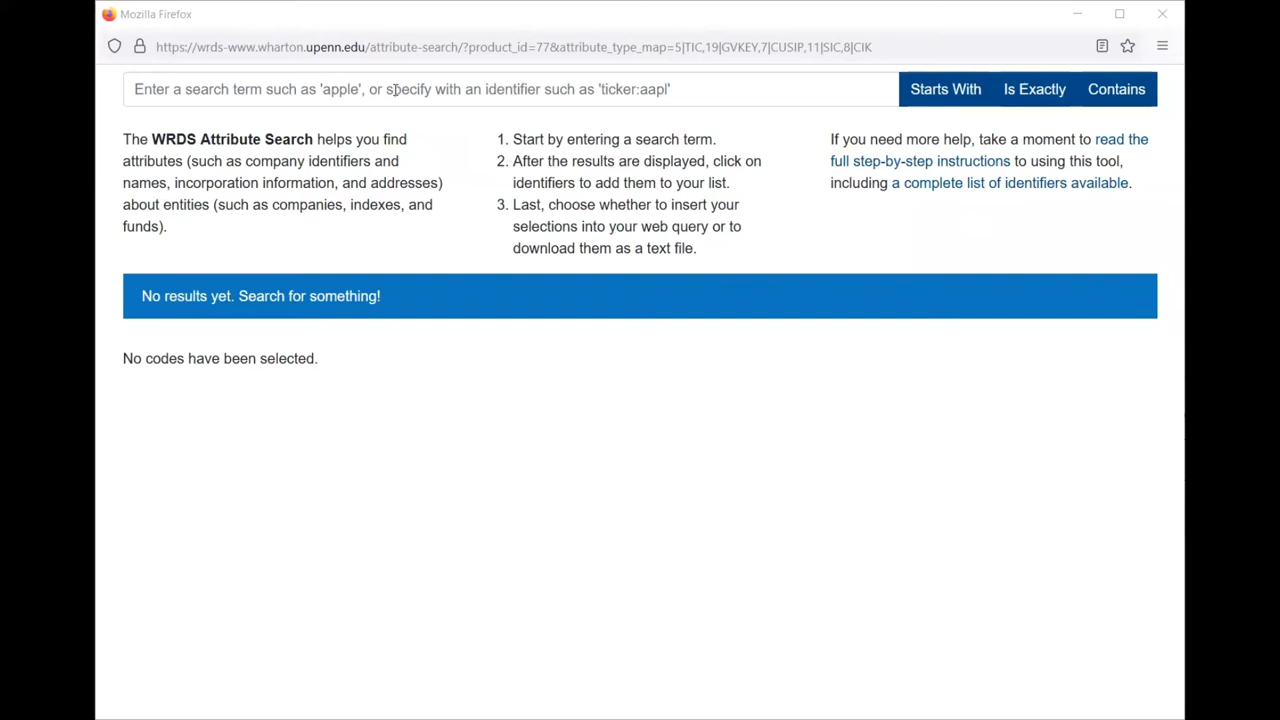 Mozilla Firefox
https://wrds-www.wharton.upenn.edu/attribute-search/?product_id=77&attribute_type_map=5|TIC,19|GVKEY,7|CUSIP,11|SIC,8|CIK
Enter a search term such as 'apple', or specify with an identifier such as 'ticker:aapl'
Starts With
Is Exactly
Contains
The WRDS Attribute Search helps you find
attributes (such as company identifiers and
names, incorporation information, and addresses)
about entities (such as companies, indexes, and
funds).
1. Start by entering a search term.
2. After the results are displayed, click on
identifiers to add them to your list.
3. Last, choose whether to insert your
selections into your web query or to
download them as a text file.
If you need more help, take a moment to read the
full step-by-step instructions to using this tool,
including a complete list of identifiers available.
No results yet. Search for something!
No codes have been selected.